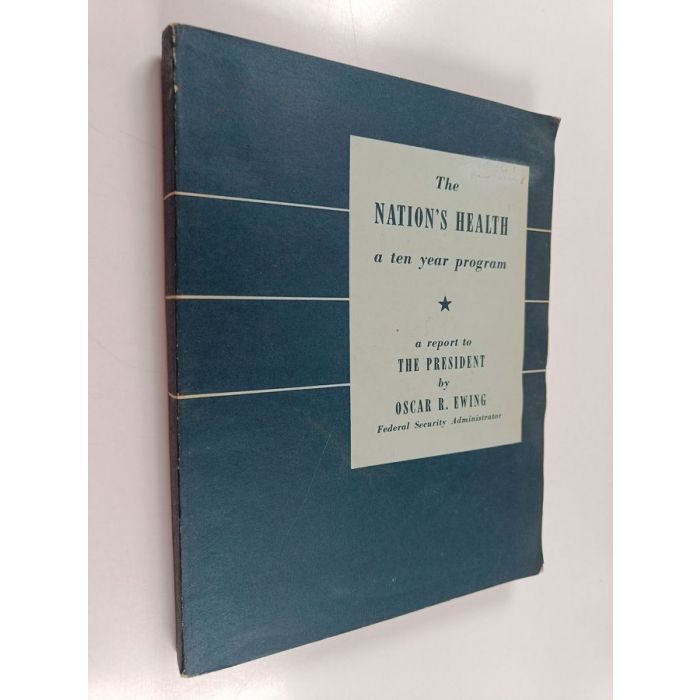 The
NATION'S HEALTH
a ten year program
a report to
THE PRESIDENT
by
OSCAR R. EWING
Federal Security Administrator